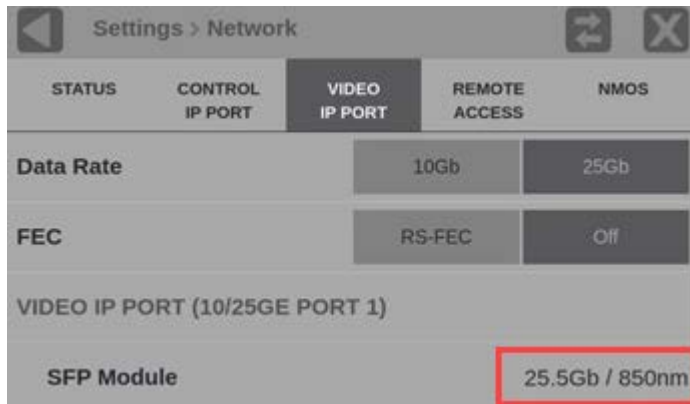 Settings > Network
STATUS
CONTROL IP PORT
VIDEO IP PORT
REMOTE ACCESS
NMOS
Data Rate 10Gb 25Gb
FEC RS-FEC Off
VIDEO IP PORT (10/25GE PORT 1)
SFP Module 25.5Gb / 850nm